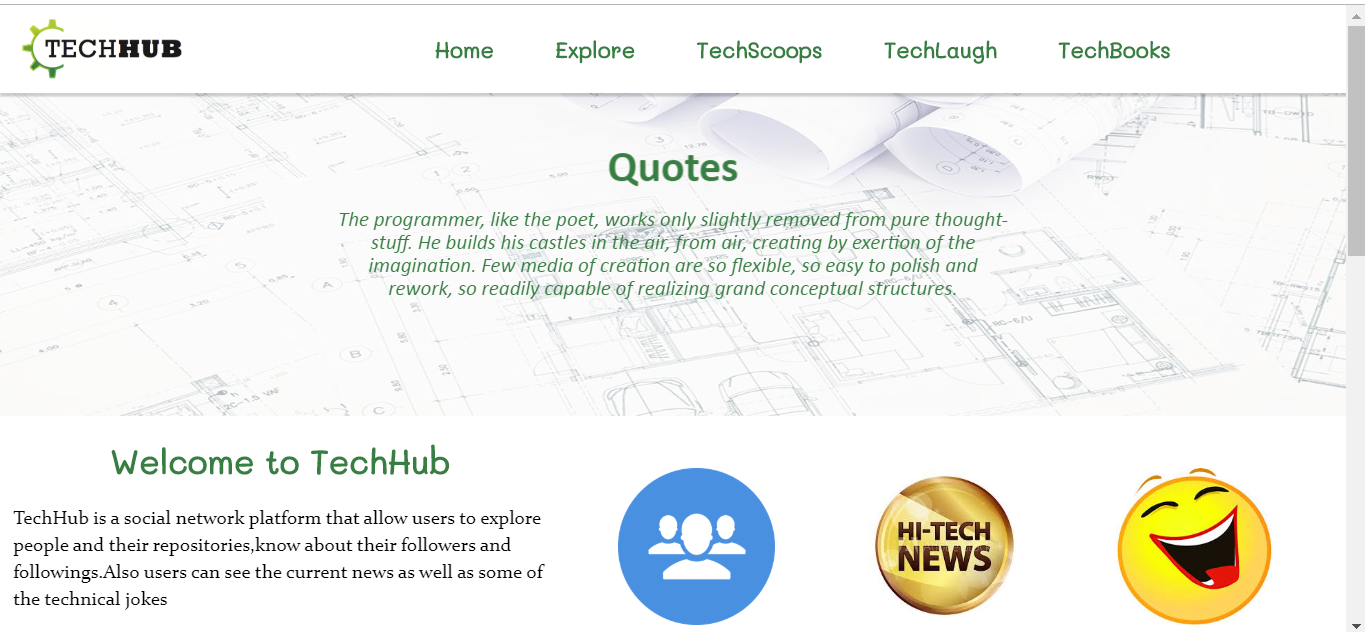 TECHHUB
Home Explore TechScoops TechLaugh TechBooks
Quotes
The programmer, like the poet, works only slightly removed from pure thought-
stuff. He builds his castles in the air, from air, creating by exertion of the
imagination. Few media of creation are so flexible, so easy to polish and
rework, so readily capable of realizing grand conceptual structures.
Welcome to TechHub
TechHub is a social network platform that allow users to explore
people and their repositories,know about their followers and
followings.Also users can see the current news as well as some of
the technical jokes
HI-TECH
NEWS